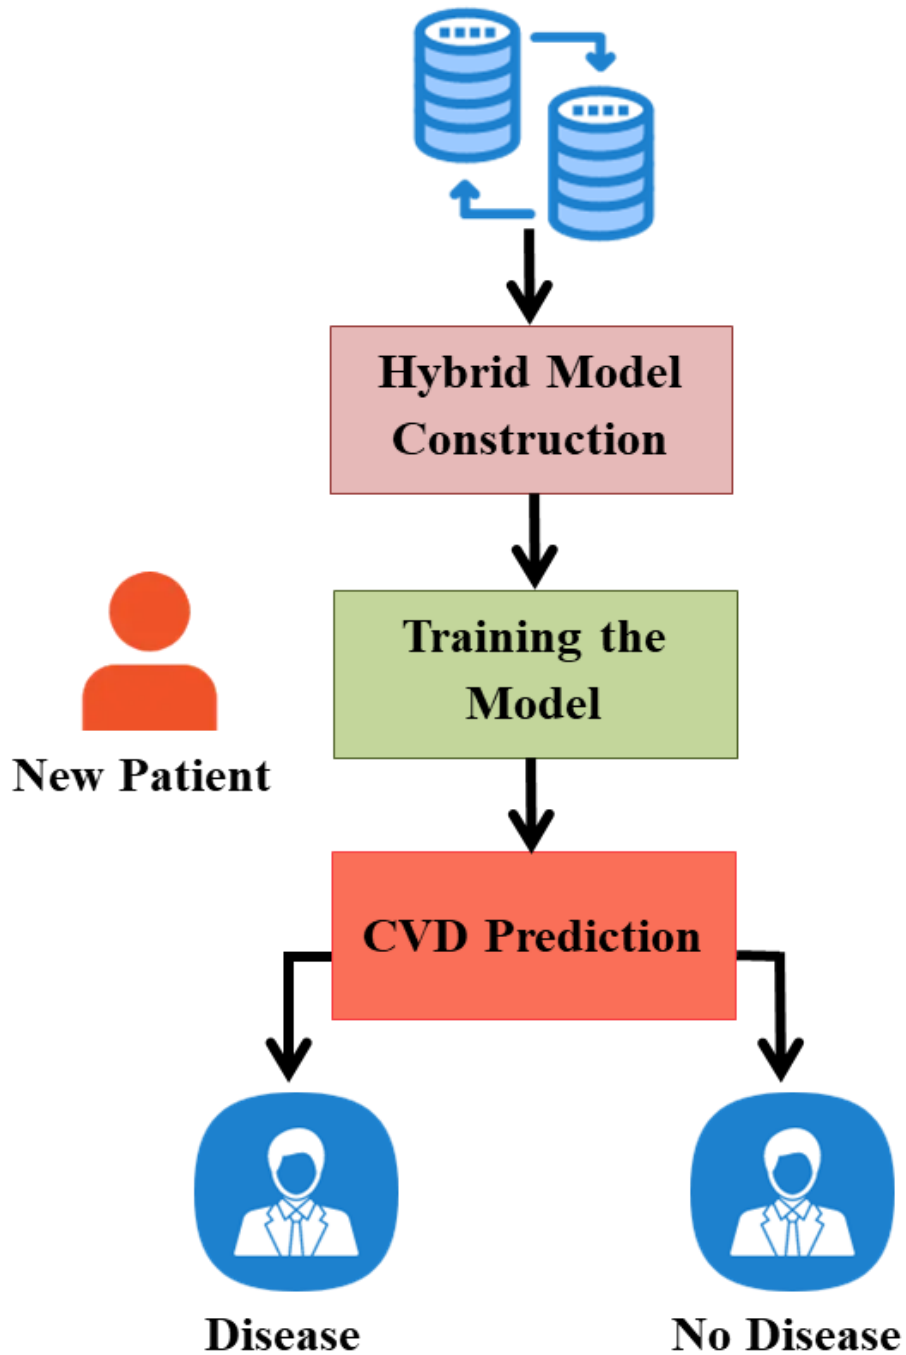 Hybrid Model
Construction
Training the
Model
New Patient
CVD Prediction
Disease
No Disease